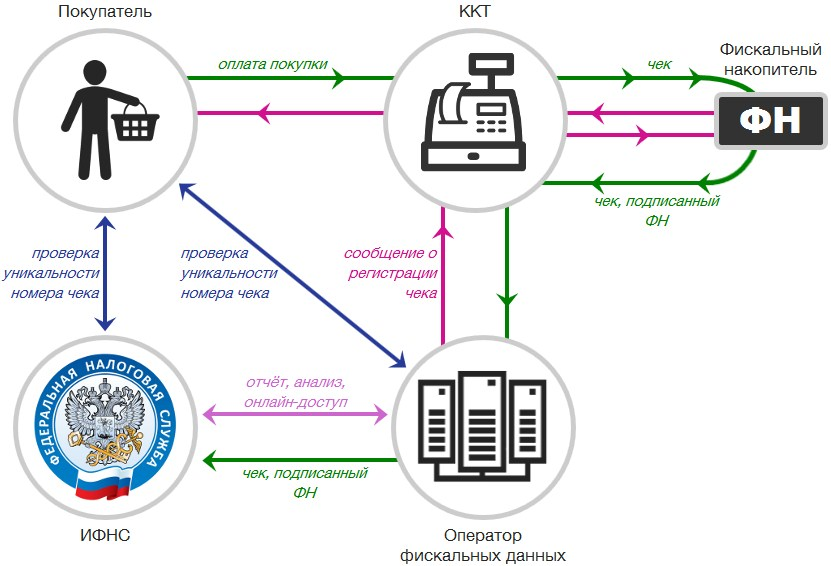 Покупатель
ККТ
Фискальный
накопитель
оплата покупки
чек
ФН
чек, подписанный
ФН
проверка
уникальности
номера чека
проверка
уникальности
номера чека
сообщение о
регистрации
чека
ФЕДЕРАЛЬНАЯ НАЛОГОВАЯ СЛУЖБА
отчёт, анализ,
онлайн-доступ
чек, подписанный
ФН
ИФНС
Оператор
фискальных данных